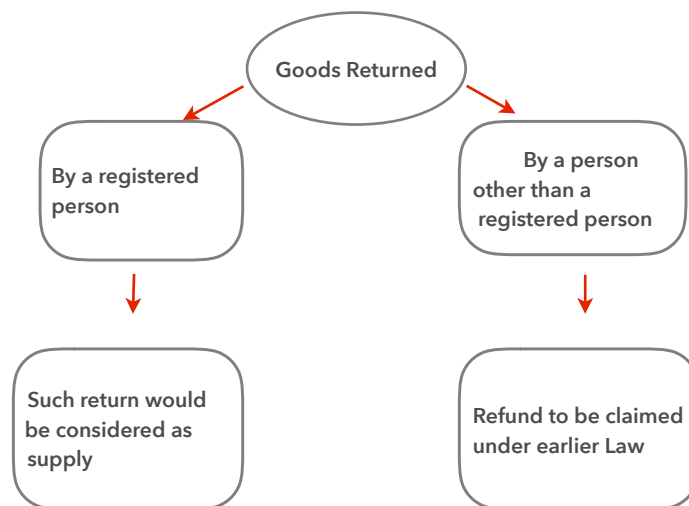 Goods Returned
By a registered
person
By a person
other than a
registered person
Such return would
be considered as
supply
Refund to be claimed
under earlier Law